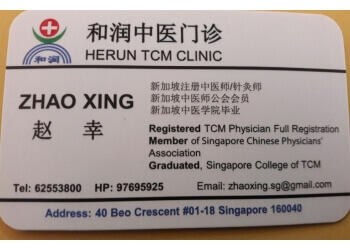 和润中医门诊
HERUN TCM CLINIC
和润
ZHAO XING
赵 幸
新加坡注册中医师/针灸师
新加坡中医师公会会员
新加坡中医学院毕业
Registered TCM Physician Full Registration
Member of Singapore Chinese Physicians'
Association
Graduated, Singapore College of TCM
Tel: 62553800 HP: 97695925 Email: zhaoxing.sg@gmail.com
Address: 40 Beo Crescent #01-18 Singapore 160040